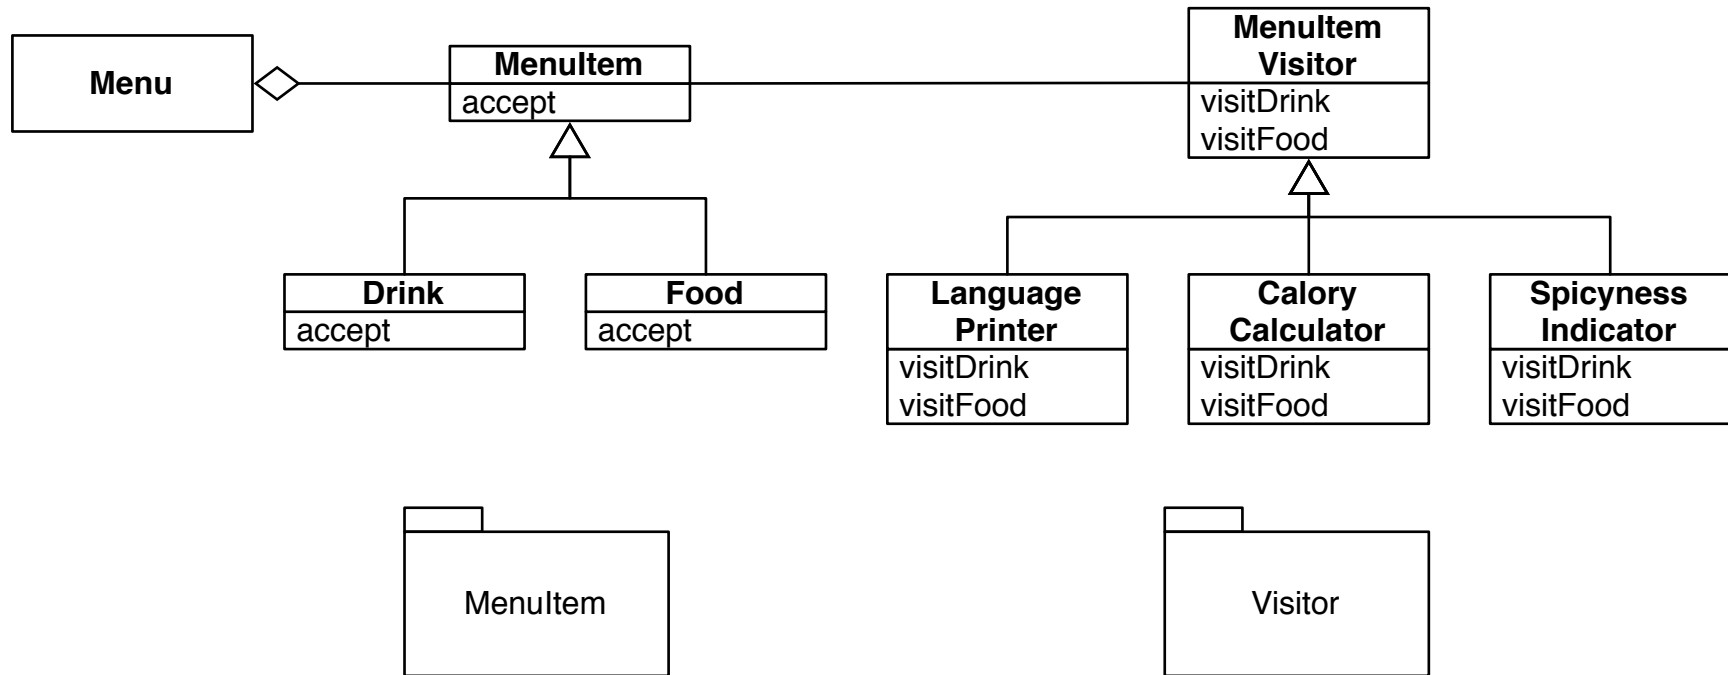 Menu
MenuItem
accept
MenuItem
Visitor
visitDrink
visitFood
Drink
accept
Food
accept
Language
Printer
visitDrink
visitFood
Calory
Calculator
visitDrink
visitFood
Spicyness
Indicator
visitDrink
visitFood
MenuItem
Visitor